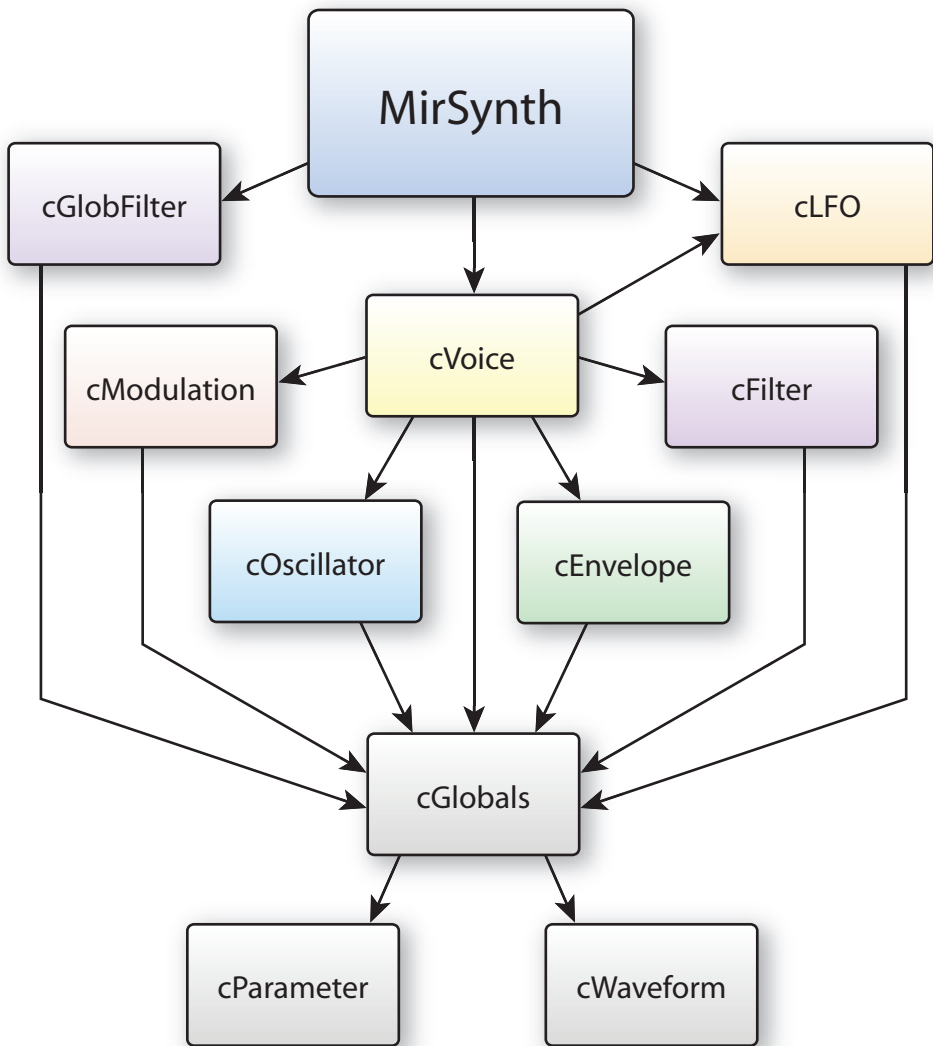 MirSynth
cGlobFilter
cLFO
cVoice
cModulation
cFilter
cOscillator
cEnvelope
cGlobals
cParameter
cWaveform